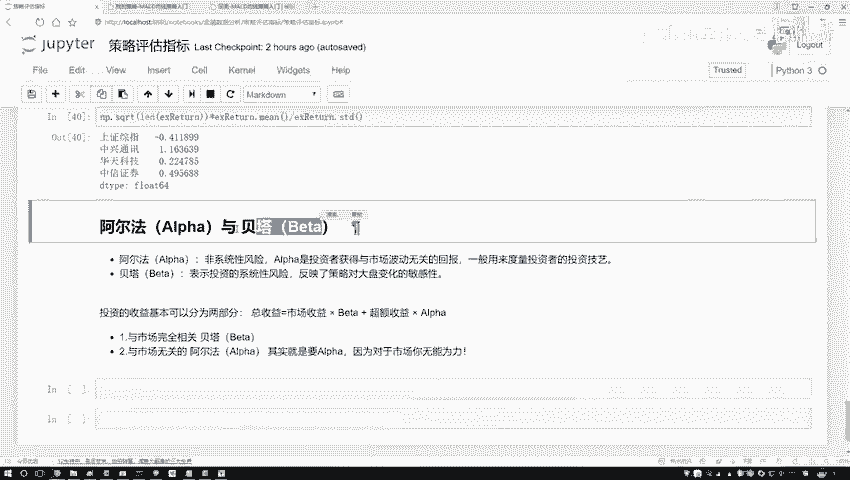 策略评估指标
http://localhost:
jupyter 策略评估指标 Last Checkpoint: 2 hours ago (autosaved)
Logout
File Edit View Insert Cell Kernel Widgets Help
Trusted Python 3
Markdown
In [40]: np.sqrt(len(exReturn))*exReturn.mean()/exReturn.std()
Out[40]: 上证综指 -0.411899
中兴通讯 1.163639
华天科技 0.224785
中信证券 0.495688
dtype: float64
阿尔法（Alpha）与 贝塔（Beta） ¶
阿尔法（Alpha）：非系统性风险，Alpha是投资者获得与市场波动无关的回报，一般用来度量投资者的投资技艺。
贝塔（Beta）：表示投资的系统性风险，反映了策略对大盘变化的敏感性。
投资的收益基本可以分为两部分： 总收益=市场收益 × Beta + 超额收益 × Alpha
1.与市场完全相关 贝塔（Beta）
2.与市场无关的 阿尔法（Alpha） 其实就是要Alpha，因为对于市场你无能为力！
In [ ]:
In [ ]: